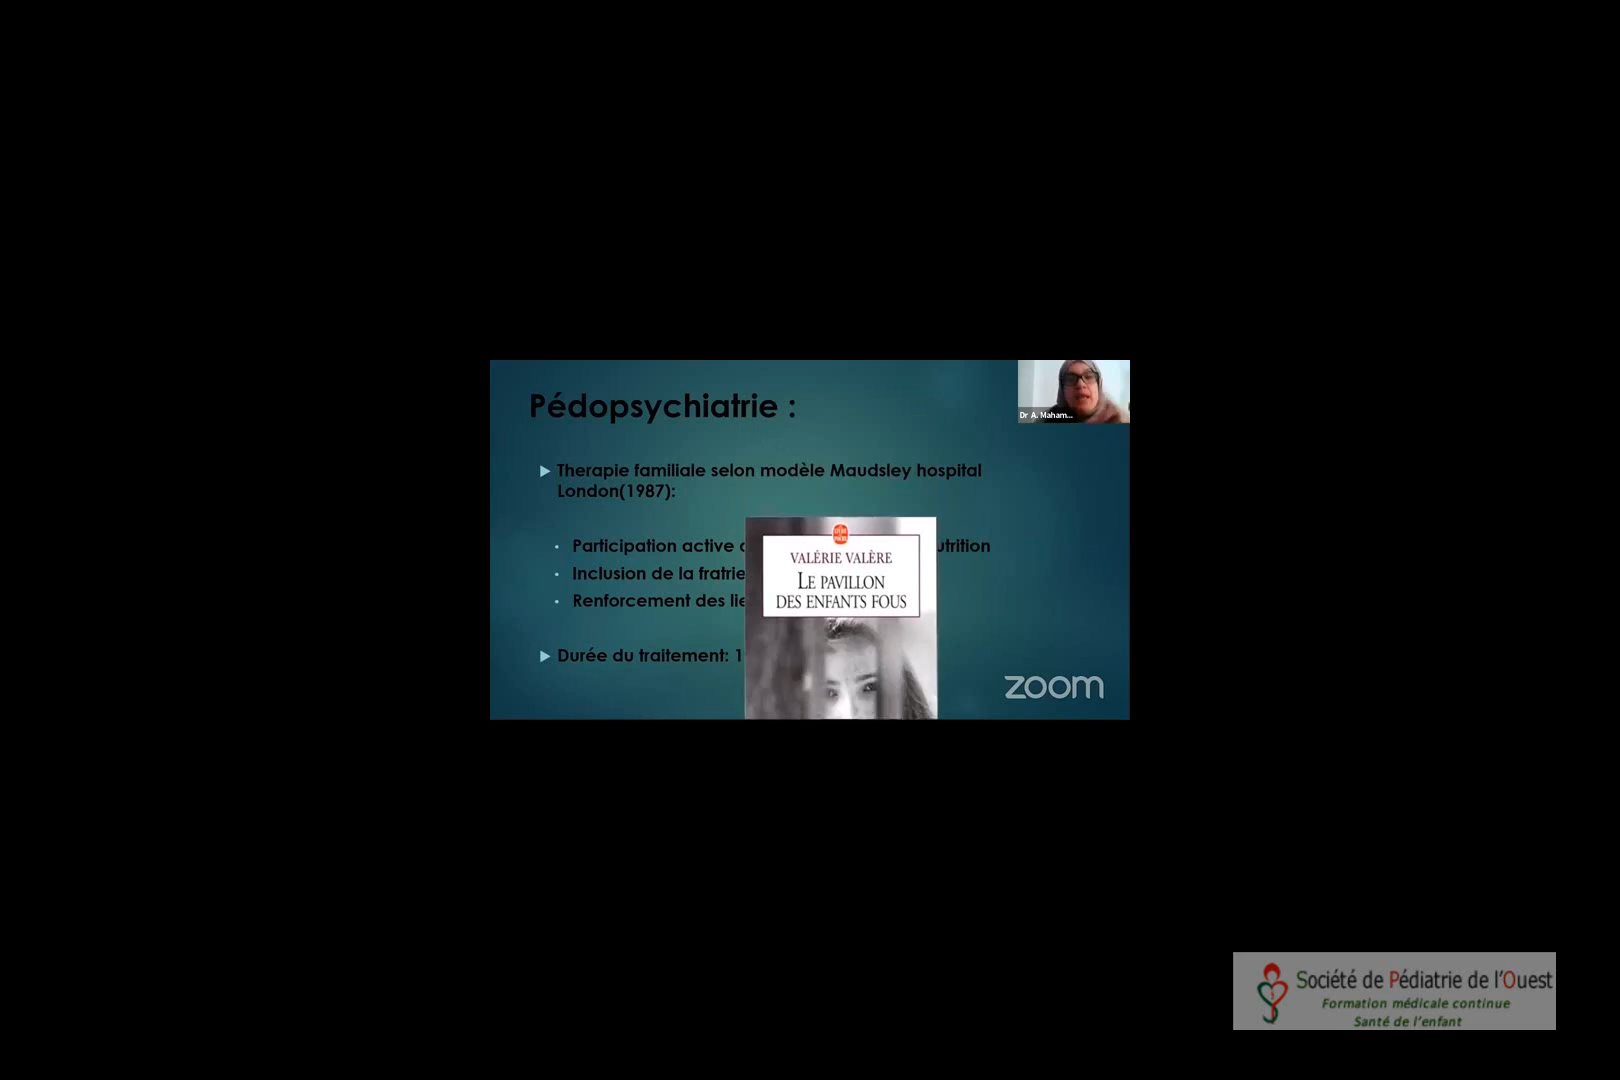 Pédopsychiatrie :
Dr A. Maham...
Therapie familiale selon modèle Maudsley hospital
London(1987):
Participation active
utrition
Inclusion de la fratrie
Renforcement des lie
Durée du traitement: 1
VALÉRIE VALÈRE
LE PAVILLON
DES ENFANTS FOUS
zoom
Société de Pédiatrie de l'Ouest
Formation médicale continue
Santé de l'enfant